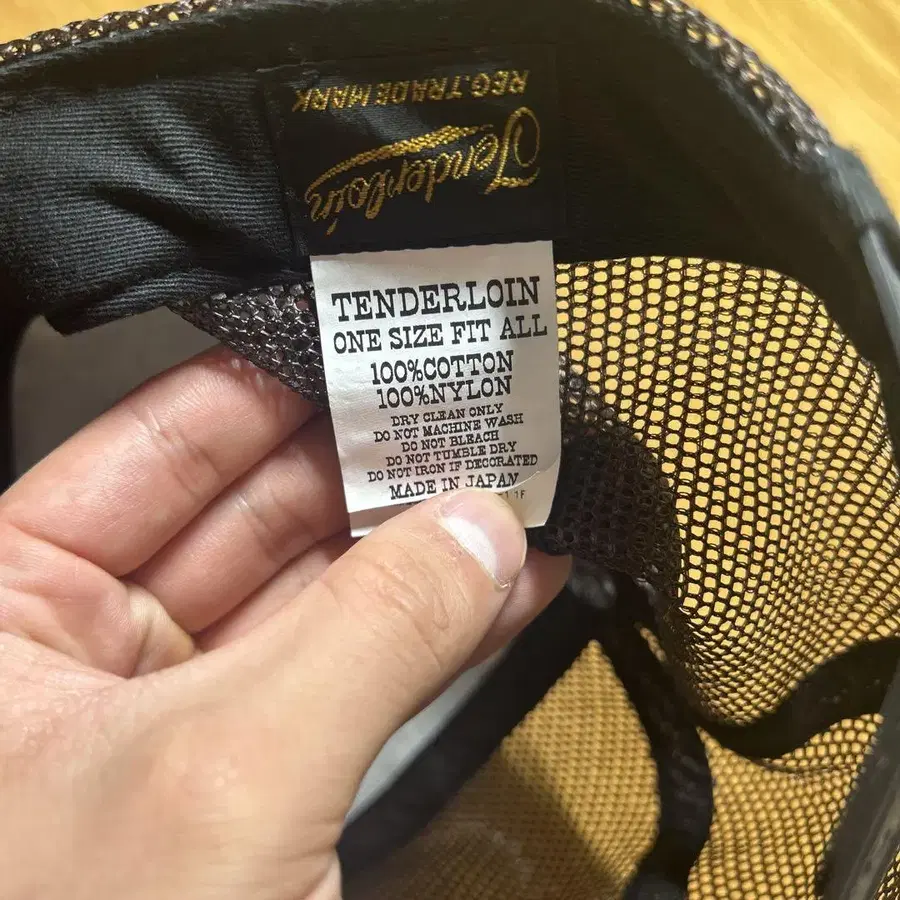 REG.TRADE MARK
Tenderloin
TENDERLOIN
ONE SIZE FIT ALL
100%COTTON
100%NYLON
DRY CLEAN ONLY
DO NOT MACHINE WASH
DO NOT BLEACH
DO NOT TUMBLE DRY
DO NOT IRON IF DECORATED
MADE IN JAPAN